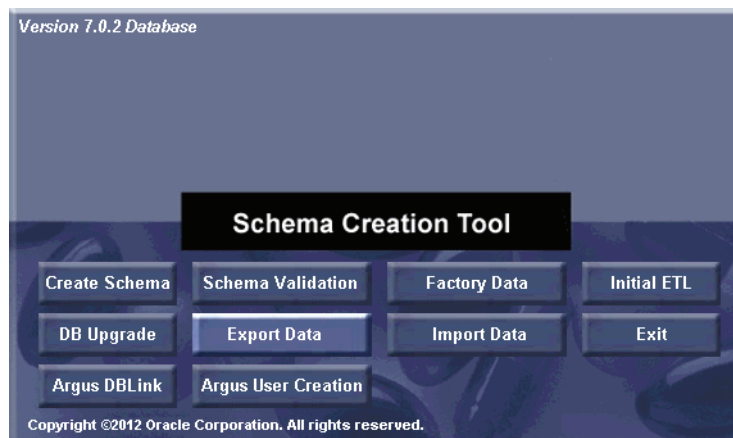 Version 7.0.2 Database
Schema Creation Tool
Create Schema Schema Validation Factory Data Initial ETL
DB Upgrade Export Data Import Data Exit
Argus DBLink Argus User Creation
Copyright ©2012 Oracle Corporation. All rights reserved.